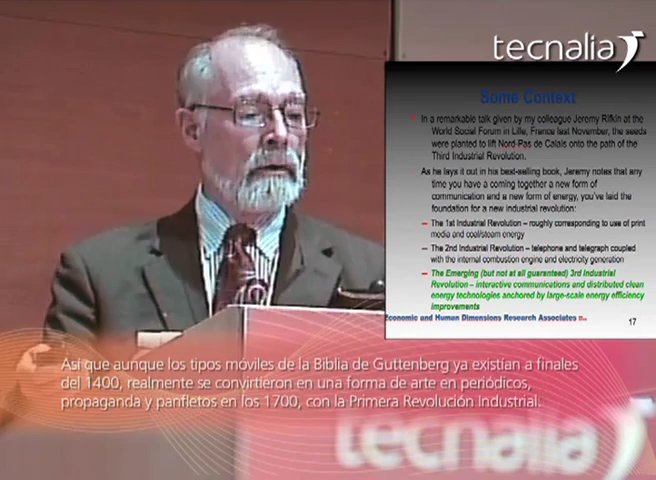 tecnalia
Some Context
In a remarkable talk given by my colleague Jeremy Rifkin at the
World Social Forum in Lille, France last November, the seeds
were planted to lift Nord-Pas de Calais onto the path of the
Third Industrial Revolution.
As he lays it out in his best-selling book, Jeremy notes that any
time you have a coming together a new form of
communication and a new form of energy, you've laid the
foundation for a new industrial revolution:
– The 1st Industrial Revolution – roughly corresponding to use of print
media and coal/steam energy
– The 2nd Industrial Revolution – telephone and telegraph coupled
with the internal combustion engine and electricity generation
– The Emerging (but not at all guaranteed) 3rd Industrial
Revolution – interactive communications and distributed clean
energy technologies anchored by large-scale energy efficiency
improvements
Economic and Human Dimensions Research Associates
17
Así que aunque los tipos móviles de la Biblia de Guttenberg ya existían a finales
del 1400, realmente se convirtieron en una forma de arte en periódicos,
propaganda y panfletos en los 1700, con la Primera Revolución Industrial.
tecnalia